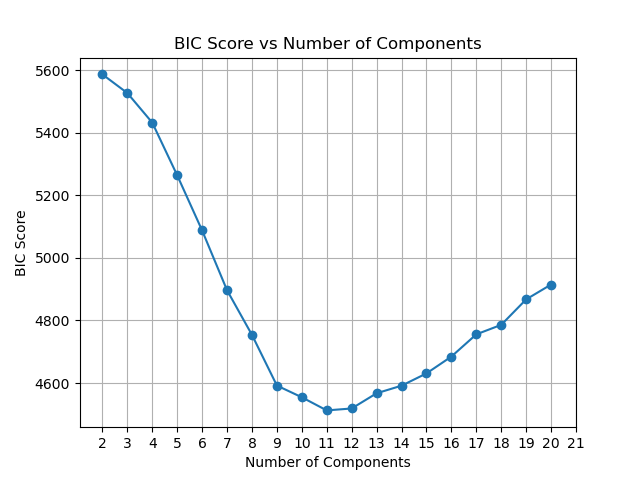 BIC Score vs Number of Components
5600
5400
5200
5000
4800
4600
BIC Score
2 3 4 5 6 7 8 9 10 11 12 13 14 15 16 17 18 19 20 21
Number of Components